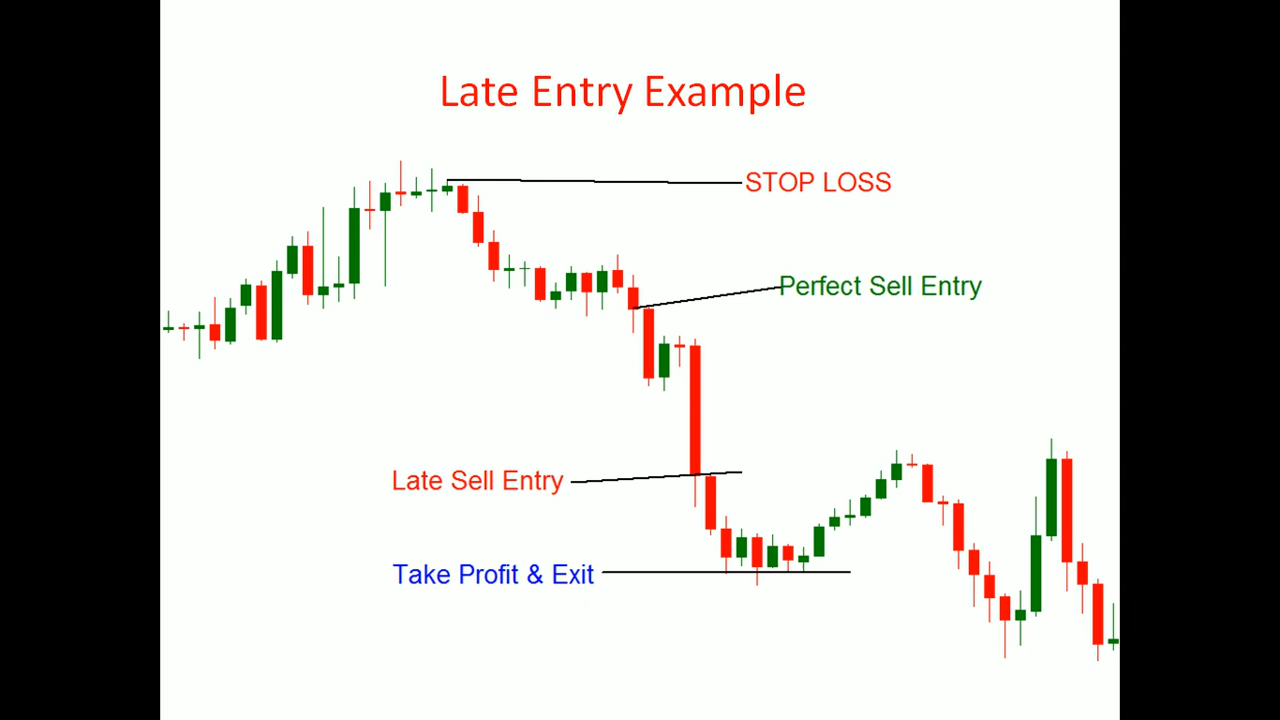 Late Entry Example
STOP LOSS
Perfect Sell Entry
Late Sell Entry
Take Profit & Exit